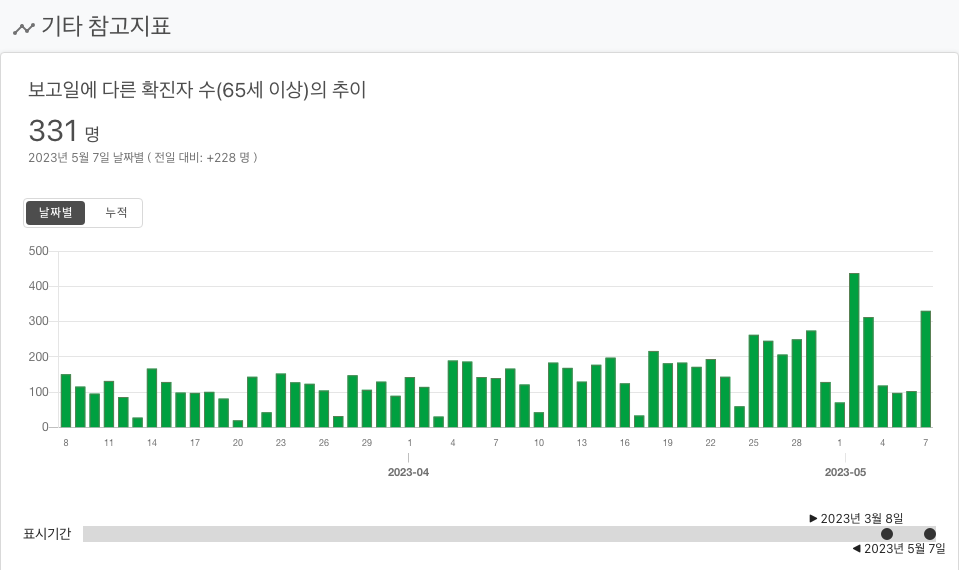 기타 참고지표
보고일에 다른 확진자 수(65세 이상)의 추이
331 명
2023년 5월 7일 날짜별 ( 전일 대비: +228 명 )
날짜별 누적
500
400
300
200
100
0
8 11 14 17 20 23 26 29 1 4 7 10 13 16 19 22 25 28 1 4 7
2023-04 2023-05
▶ 2023년 3월 8일
표시기간
◀ 2023년 5월 7일